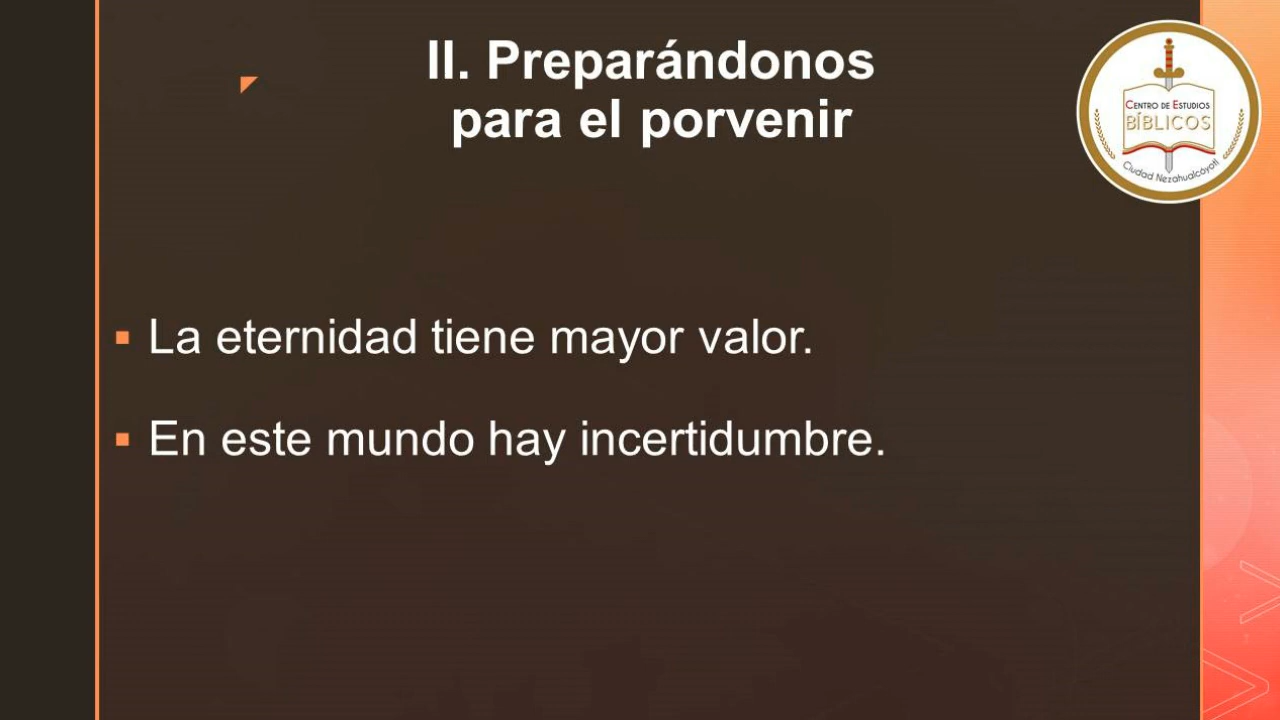 II. Preparándonos
para el porvenir
CENTRO DE ESTUDIOS
BÍBLICOS
Ciudad Nezahualcóyotl
La eternidad tiene mayor valor.
En este mundo hay incertidumbre.